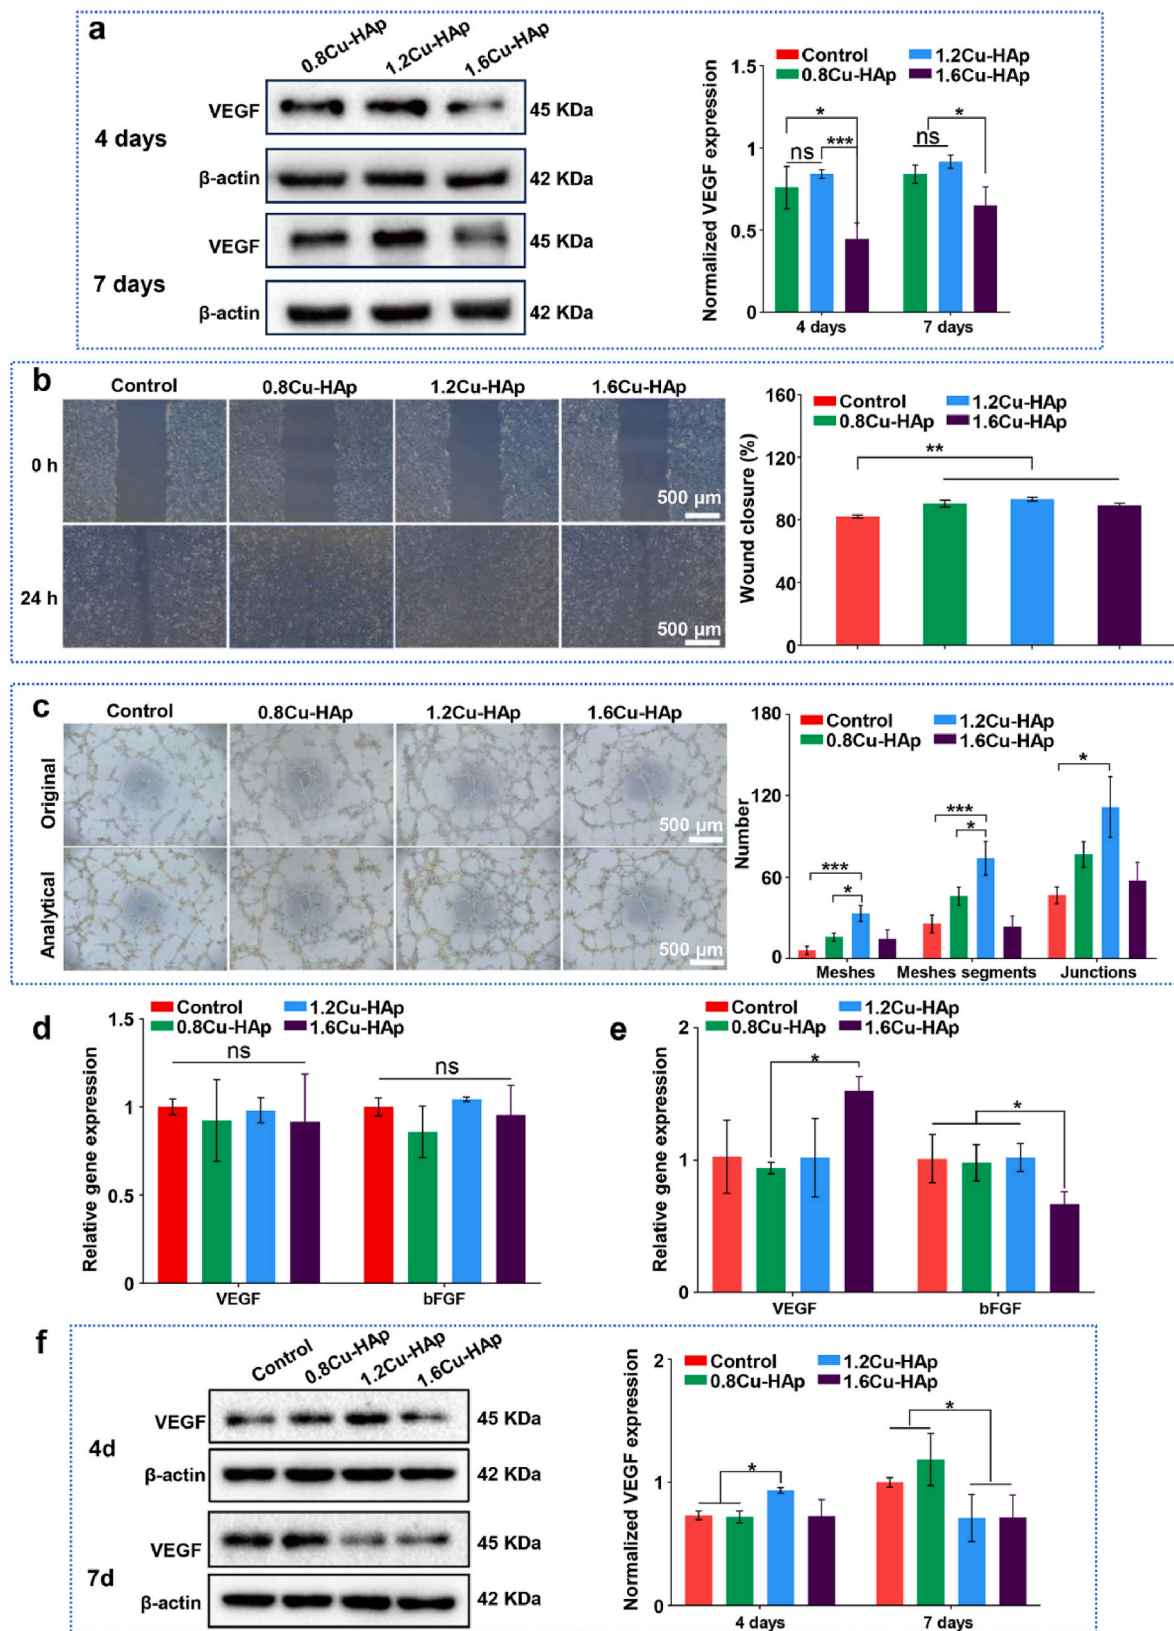 a
0.8Cu-HAp 1.2Cu-HAp 1.6Cu-HAp
4 days
VEGF 45 KDa
β-actin 42 KDa
7 days
VEGF 45 KDa
β-actin 42 KDa
Control 1.2Cu-HAp
0.8Cu-HAp 1.6Cu-HAp
Normalized VEGF expression
1.5
1
0.5
0
* ns *** ns *
4 days 7 days
b
Control 0.8Cu-HAp 1.2Cu-HAp 1.6Cu-HAp
0 h
500 µm
24 h
500 µm
Control 1.2Cu-HAp
0.8Cu-HAp 1.6Cu-HAp
Wound closure (%)
160
120
80
40
0
**
c
Control 0.8Cu-HAp 1.2Cu-HAp 1.6Cu-HAp
Original
500 µm
Analytical
500 µm
Control 1.2Cu-HAp
0.8Cu-HAp 1.6Cu-HAp
Number
180
120
60
0
*** * *** * *
Meshes Meshes segments Junctions
d
Control 1.2Cu-HAp
0.8Cu-HAp 1.6Cu-HAp
Relative gene expression
1.5
1
0.5
0
ns ns
VEGF bFGF
e
Control 1.2Cu-HAp
0.8Cu-HAp 1.6Cu-HAp
Relative gene expression
2
1
0
* *
VEGF bFGF
f
Control 0.8Cu-HAp 1.2Cu-HAp 1.6Cu-HAp
4d
VEGF 45 KDa
β-actin 42 KDa
7d
VEGF 45 KDa
β-actin 42 KDa
Control 1.2Cu-HAp
0.8Cu-HAp 1.6Cu-HAp
Normalized VEGF expression
2
1
0
* *
4 days 7 days